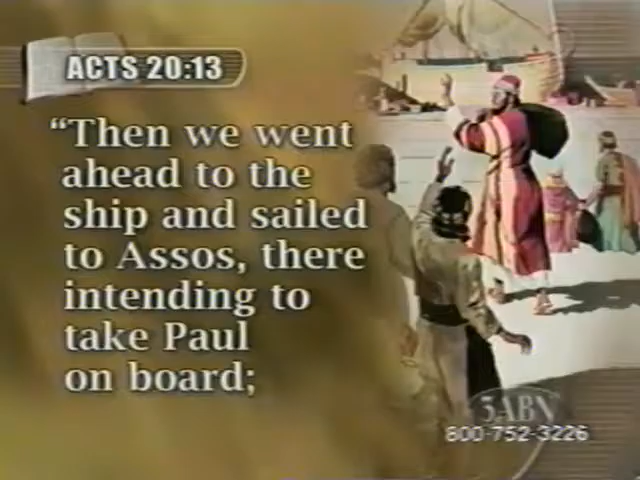 ACTS 20:13
“Then we went
ahead to the
ship and sailed
to Assos, there
intending to
take Paul
on board;
3ABN
800-752-3226